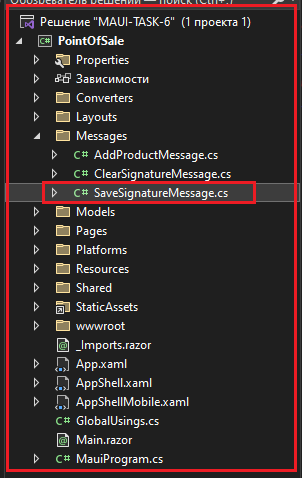 Обозреватель решений — поиск (Ctrl+;)
Решение "MAUI-TASK-6" (1 проекта )
C# PointOfSale
Properties
Зависимости
Converters
Layouts
Messages
C# AddProductMessage.cs
C# ClearSignatureMessage.cs
C# SaveSignatureMessage.cs
Models
Pages
Platforms
Resources
Shared
StaticAssets
wwwroot
_Imports.razor
App.xaml
AppShell.xaml
AppShellMobile.xaml
C# GlobalUsings.cs
Main.razor
C# MauiProgram.cs